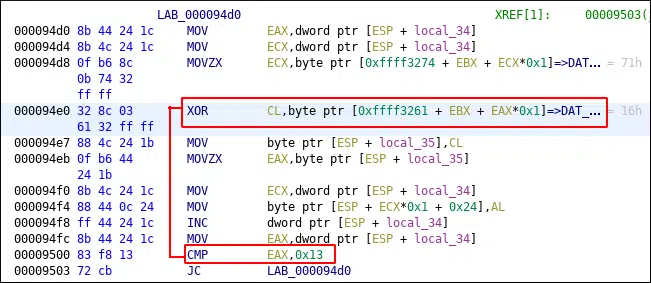 LAB_000094d0 XREF[1]: 00009503(j
000094d0 8b 44 24 1c MOV EAX,dword ptr [ESP + local_34]
000094d4 8b 4c 24 1c MOV ECX,dword ptr [ESP + local_34]
000094d8 0f b6 8c MOVZX ECX,byte ptr [0xffff3274 + EBX + ECX*0x1]=>DAT... = 71h
0b 74 32
ff ff
000094e0 32 8c 03 XOR CL,byte ptr [0xffff3261 + EBX + EAX*0x1]=>DAT_... = 16h
61 32 ff ff
000094e7 88 4c 24 1b MOV byte ptr [ESP + local_35],CL
000094eb 0f b6 44 MOVZX EAX,byte ptr [ESP + local_35]
24 1b
000094f0 8b 4c 24 1c MOV ECX,dword ptr [ESP + local_34]
000094f4 88 44 0c 24 MOV byte ptr [ESP + ECX*0x1 + 0x24],AL
000094f8 ff 44 24 1c INC dword ptr [ESP + local_34]
000094fc 8b 44 24 1c MOV EAX,dword ptr [ESP + local_34]
00009500 83 f8 13 CMP EAX,0x13
00009503 72 cb JC LAB_000094d0